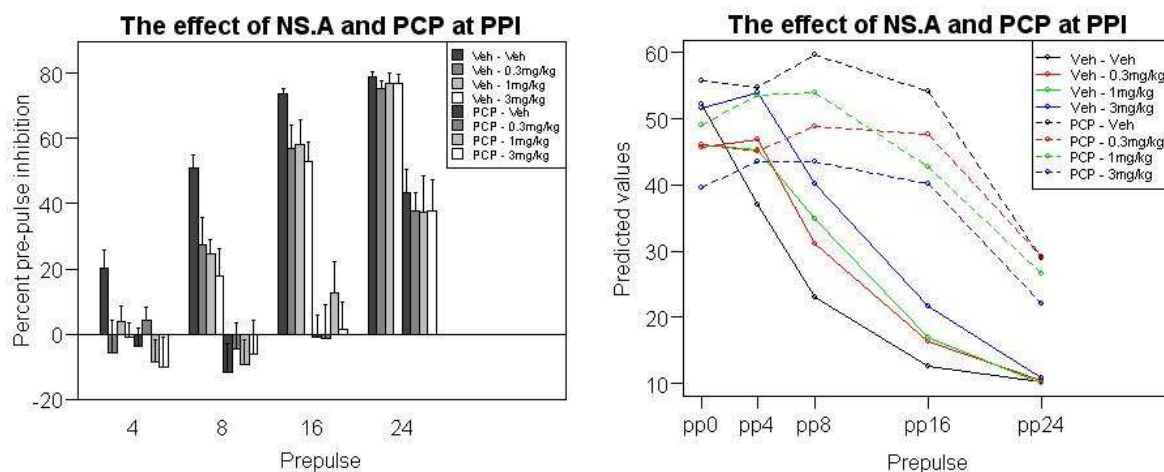 The effect of NS.A and PCP at PPI
Percent pre-pulse inhibition
80
60
40
20
0
-20
4 8 16 24
Prepulse
Veh - Veh
Veh - 0.3mg/kg
Veh - 1mg/kg
Veh - 3mg/kg
PCP - Veh
PCP - 0.3mg/kg
PCP - 1mg/kg
PCP - 3mg/kg
The effect of NS.A and PCP at PPI
Predicted values
60
50
40
30
20
10
pp0 pp4 pp8 pp16 pp24
Prepulse
Veh - Veh
Veh - 0.3mg/kg
Veh - 1mg/kg
Veh - 3mg/kg
PCP - Veh
PCP - 0.3mg/kg
PCP - 1mg/kg
PCP - 3mg/kg